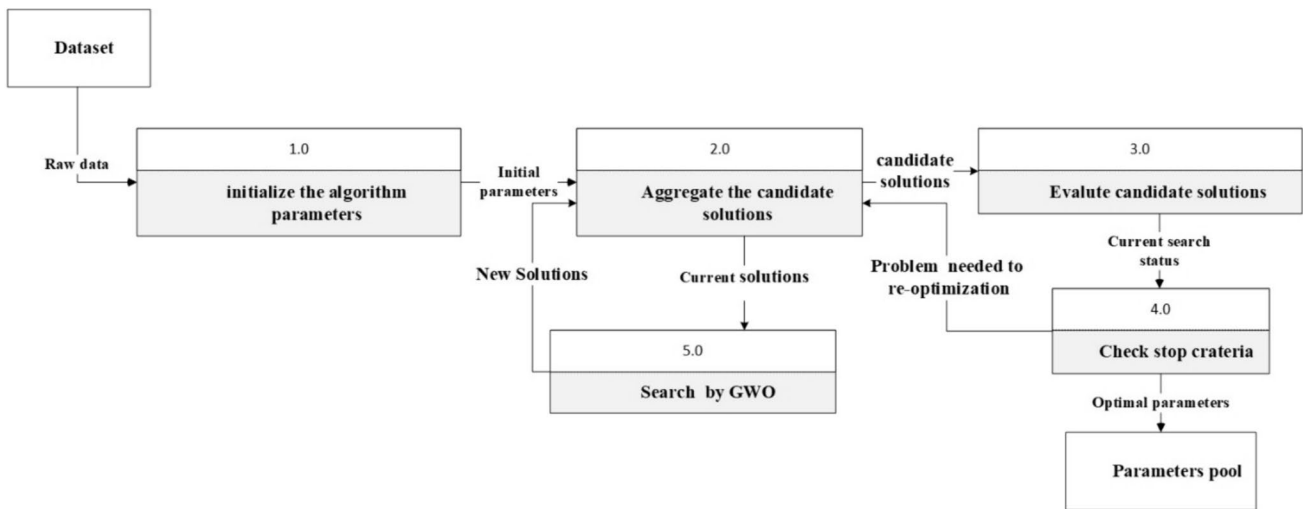 Dataset
Raw data
1.0
initialize the algorithm
parameters
Initial
parameters
2.0
Aggregate the candidate
solutions
candidate
solutions
3.0
Evalute candidate solutions
New Solutions
Current solutions
Problem needed to
re-optimization
Current search
status
4.0
Check stop crateria
5.0
Search by GWO
Optimal parameters
Parameters pool